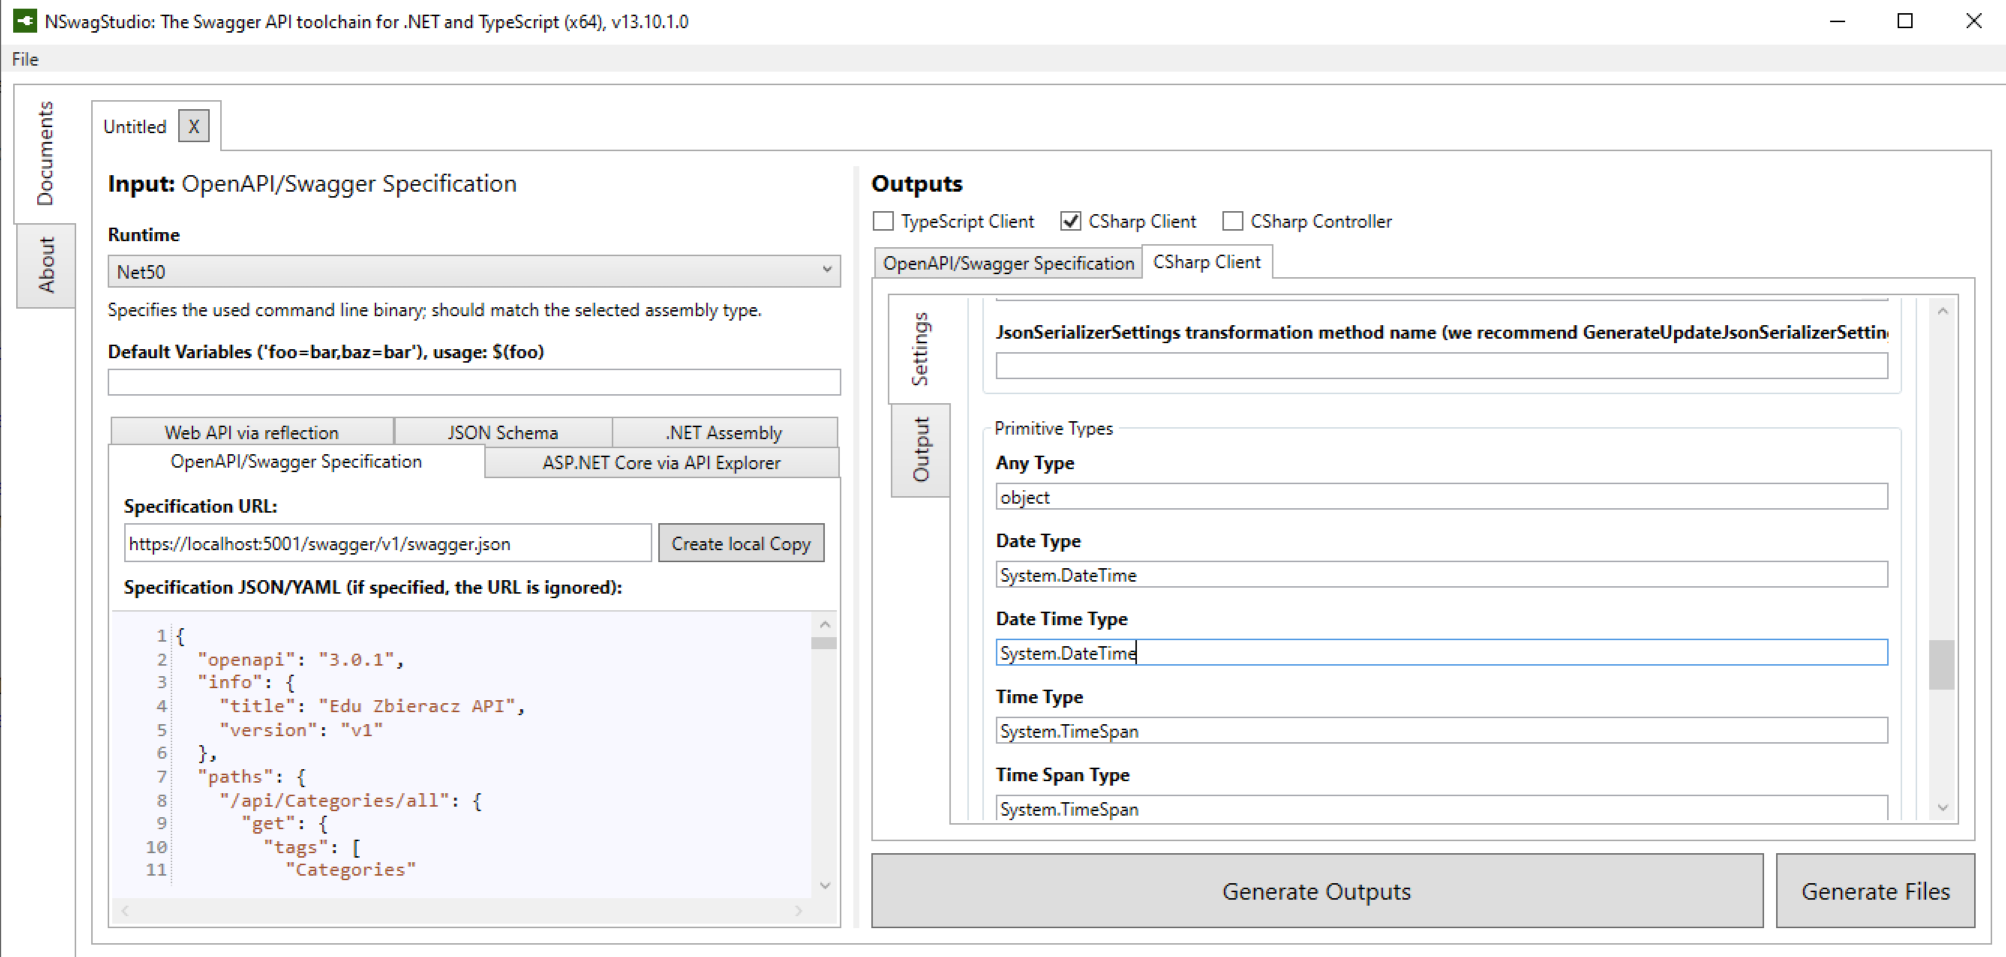 NSwagStudio: The Swagger API toolchain for .NET and TypeScript (x64), v13.10.1.0
File
Documents
About
Untitled
X
Input: OpenAPI/Swagger Specification
Runtime
Net50
Specifies the used command line binary; should match the selected assembly type.
Default Variables ('foo=bar,baz=bar'), usage: $(foo)
Web API via reflection
JSON Schema
.NET Assembly
OpenAPI/Swagger Specification
ASP.NET Core via API Explorer
Specification URL:
https://localhost:5001/swagger/v1/swagger.json
Create local Copy
Specification JSON/YAML (if specified, the URL is ignored):
1 {
2 "openapi": "3.0.1",
3 "info": {
4 "title": "Edu Zbieracz API",
5 "version": "v1"
6 },
7 "paths": {
8 "/api/Categories/all": {
9 "get": {
10 "tags": [
11 "Categories"
Outputs
TypeScript Client
CSharp Client
CSharp Controller
OpenAPI/Swagger Specification
CSharp Client
Settings
Output
JsonSerializerSettings transformation method name (we recommend GenerateUpdateJsonSerializerSettin
Primitive Types
Any Type
object
Date Type
System.DateTime
Date Time Type
System.DateTime
Time Type
System.TimeSpan
Time Span Type
System.TimeSpan
Generate Outputs
Generate Files